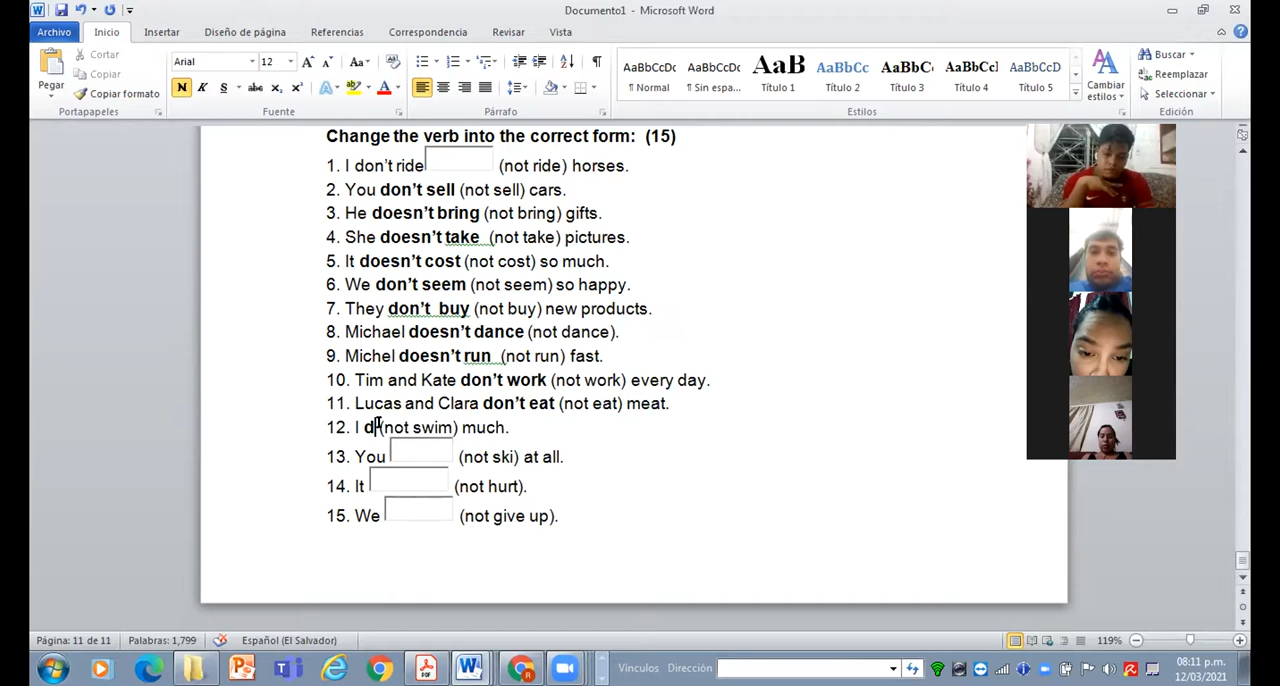 Documento1 - Microsoft Word
Archivo Inicio Insertar Diseño de página Referencias Correspondencia Revisar Vista
Pegar
Cortar
Copiar
Copiar formato
Portapapeles
Arial 12
Fuente
Párrafo
AaBbCcDc AaBbCcDc AaB AaBbCc AaBbC AaBbCcI AaBbCcD
¶ Normal ¶ Sin espa... Título 1 Título 2 Título 3 Título 4 Título 5
Cambiar estilos
Estilos
Buscar
Reemplazar
Seleccionar
Edición
Change the verb into the correct form: (15)
1. I don't ride (not ride) horses.
2. You don't sell (not sell) cars.
3. He doesn't bring (not bring) gifts.
4. She doesn't take (not take) pictures.
5. It doesn't cost (not cost) so much.
6. We don't seem (not seem) so happy.
7. They don't buy (not buy) new products.
8. Michael doesn't dance (not dance).
9. Michel doesn't run (not run) fast.
10. Tim and Kate don't work (not work) every day.
11. Lucas and Clara don't eat (not eat) meat.
12. I d (not swim) much.
13. You (not ski) at all.
14. It (not hurt).
15. We (not give up).
Página: 11 de 11 Palabras: 1,799 Español (El Salvador) 119%
Vínculos Dirección
08:11 p.m.
12/03/2021